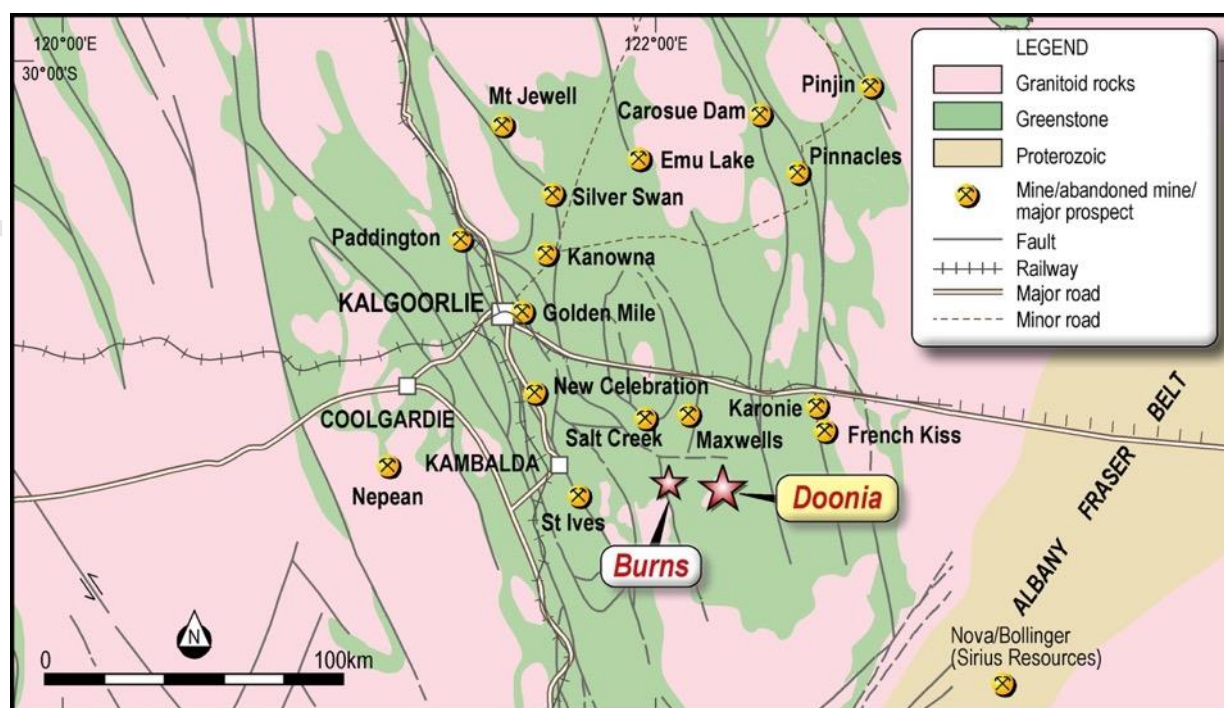 120°00'E
122°00'E
30°00'S
LEGEND
Granitoid rocks
Greenstone
Proterozoic
Mine/abandoned mine/
major prospect
Fault
Railway
Major road
Minor road
Pinjin
Mt Jewell
Carosue Dam
Emu Lake
Pinnacles
Silver Swan
Paddington
Kanowna
KALGOORLIE
Golden Mile
New Celebration
COOLGARDIE
Salt Creek
Maxwells
Karonie
French Kiss
KAMBALDA
Nepean
St Ives
Doonia
Burns
ALBANY FRASER BELT
Nova/Bollinger
(Sirius Resources)
N
0 100km